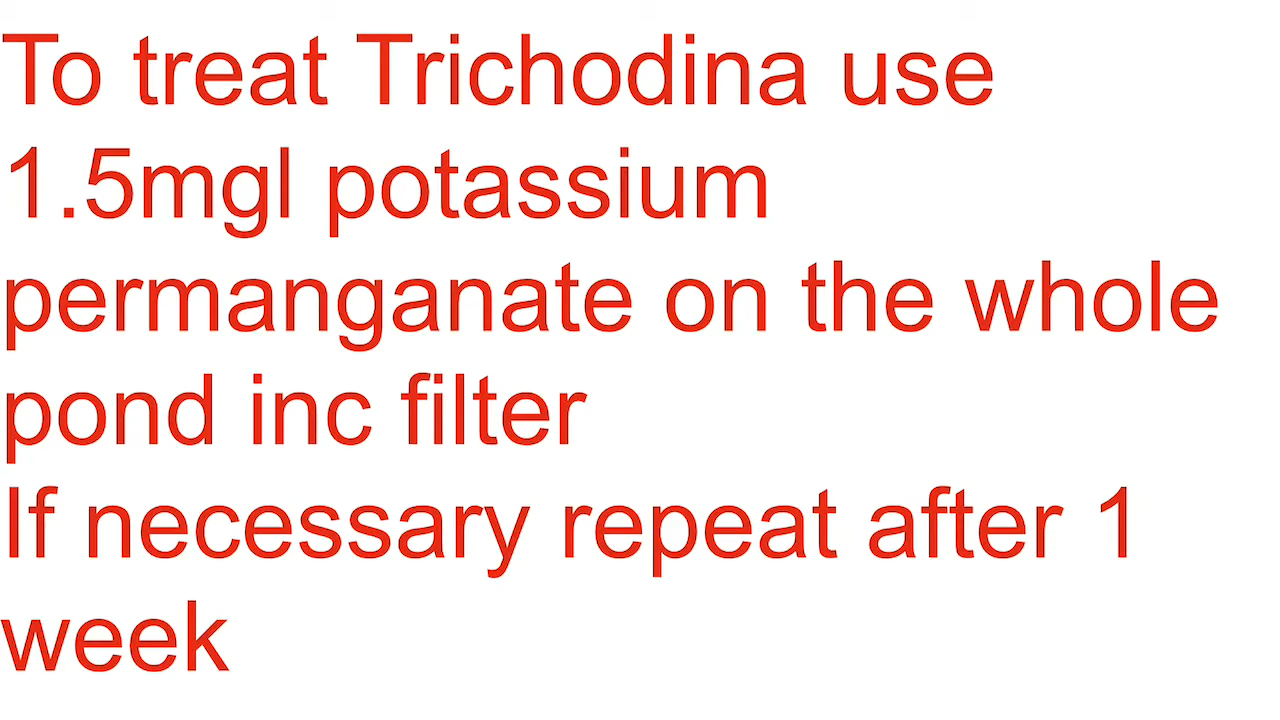 To treat Trichodina use
1.5mgl potassium
permanganate on the whole
pond inc filter
If necessary repeat after 1
week